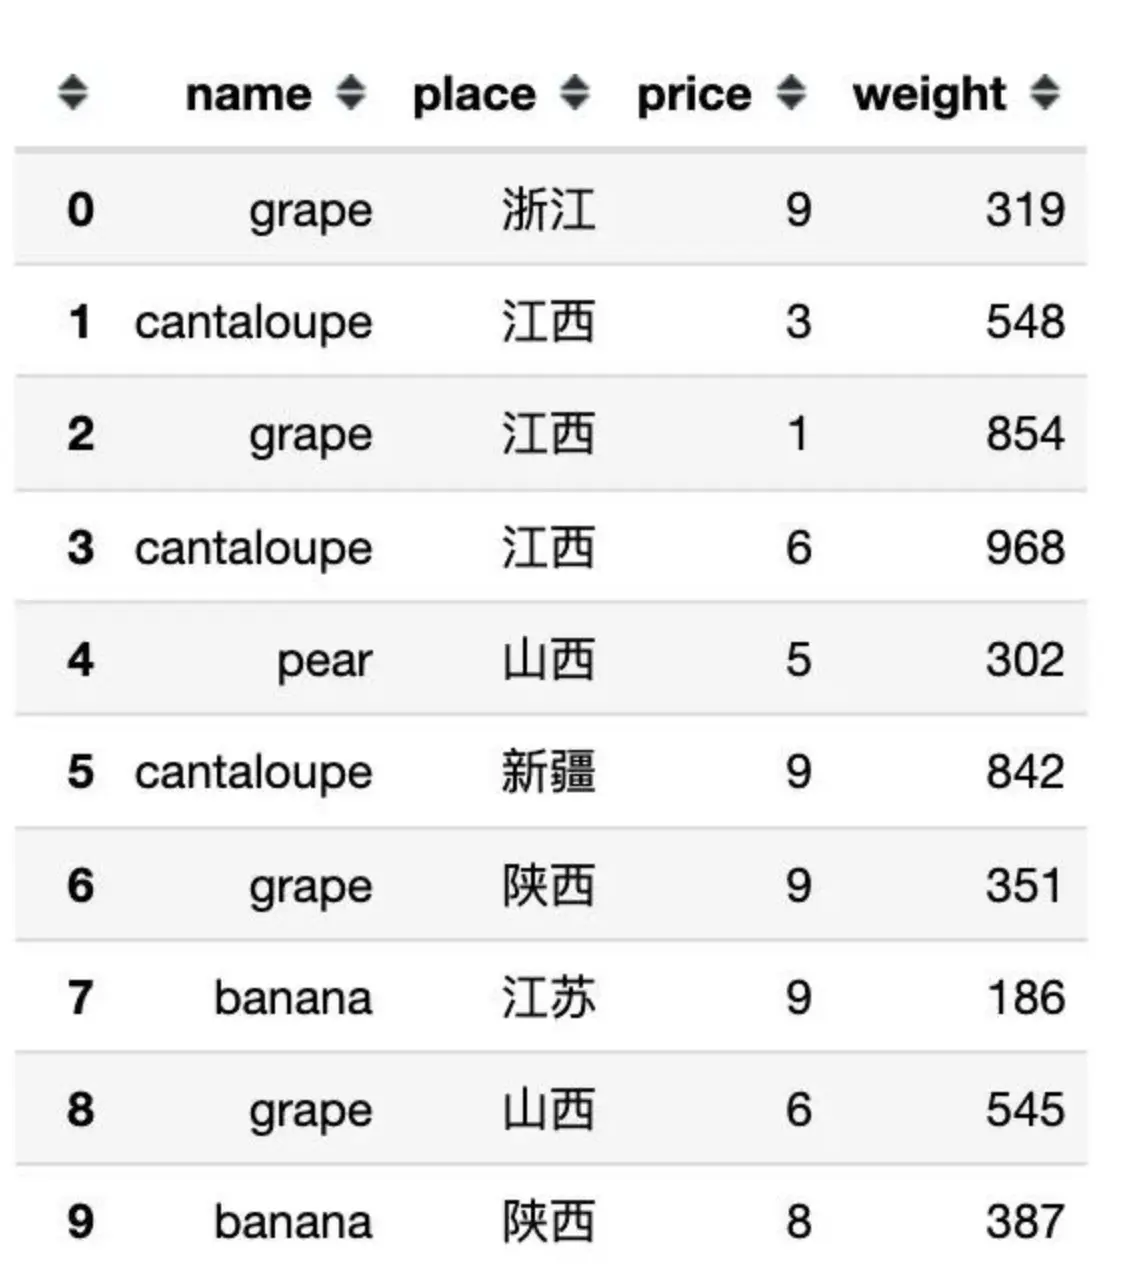 name place price weight
0 grape 浙江 9 319
1 cantaloupe 江西 3 548
2 grape 江西 1 854
3 cantaloupe 江西 6 968
4 pear 山西 5 302
5 cantaloupe 新疆 9 842
6 grape 陕西 9 351
7 banana 江苏 9 186
8 grape 山西 6 545
9 banana 陕西 8 387